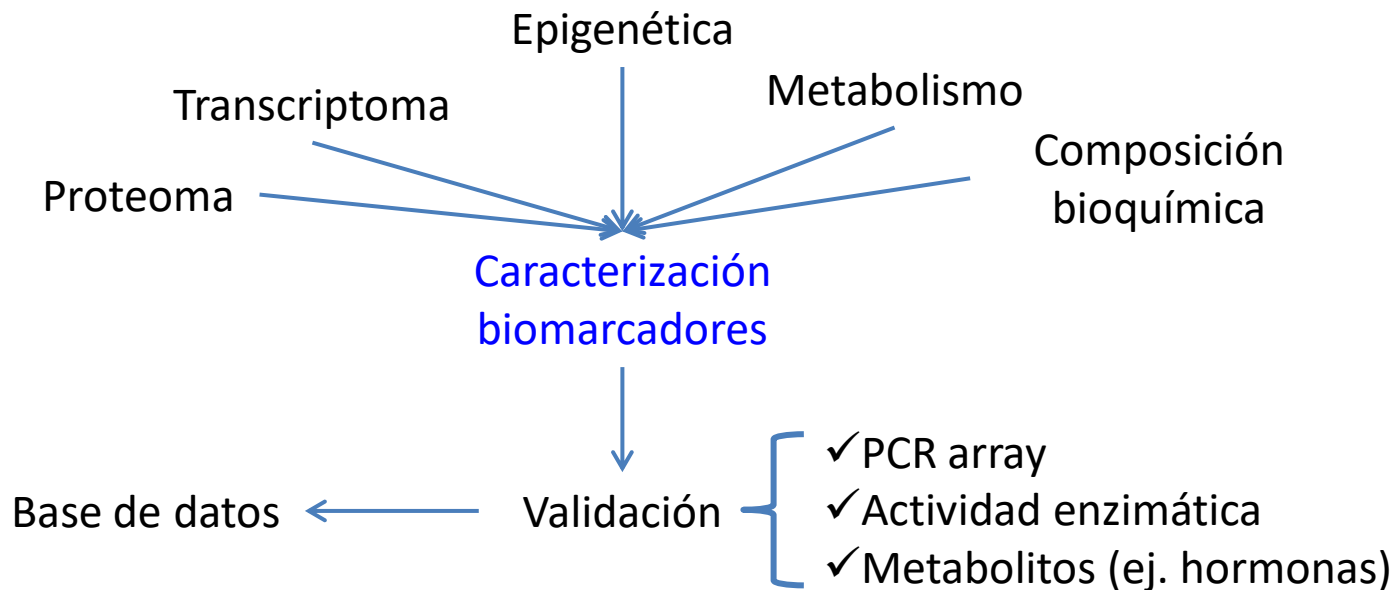 Epigenética
Transcriptoma
Metabolismo
Proteoma
Composición
bioquímica
Caracterización
biomarcadores
Base de datos
Validación
✓PCR array
✓Actividad enzimática
✓Metabolitos (ej. hormonas)